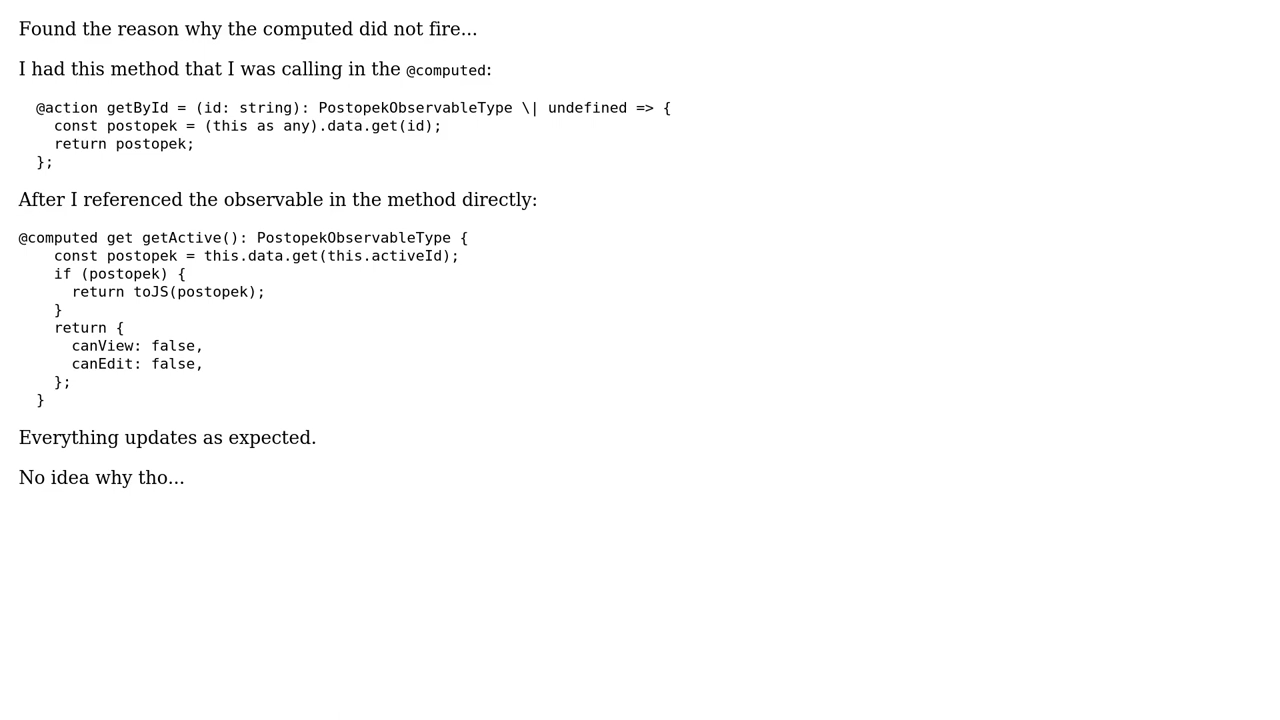 Found the reason why the computed did not fire...
I had this method that I was calling in the @computed:
@action getById = (id: string): PostopekObservableType \| undefined => {
const postopek = (this as any).data.get(id);
return postopek;
};
After I referenced the observable in the method directly:
@computed get getActive(): PostopekObservableType {
const postopek = this.data.get(this.activeId);
if (postopek) {
return toJS(postopek);
}
return {
canView: false,
canEdit: false,
};
}
Everything updates as expected.
No idea why tho...